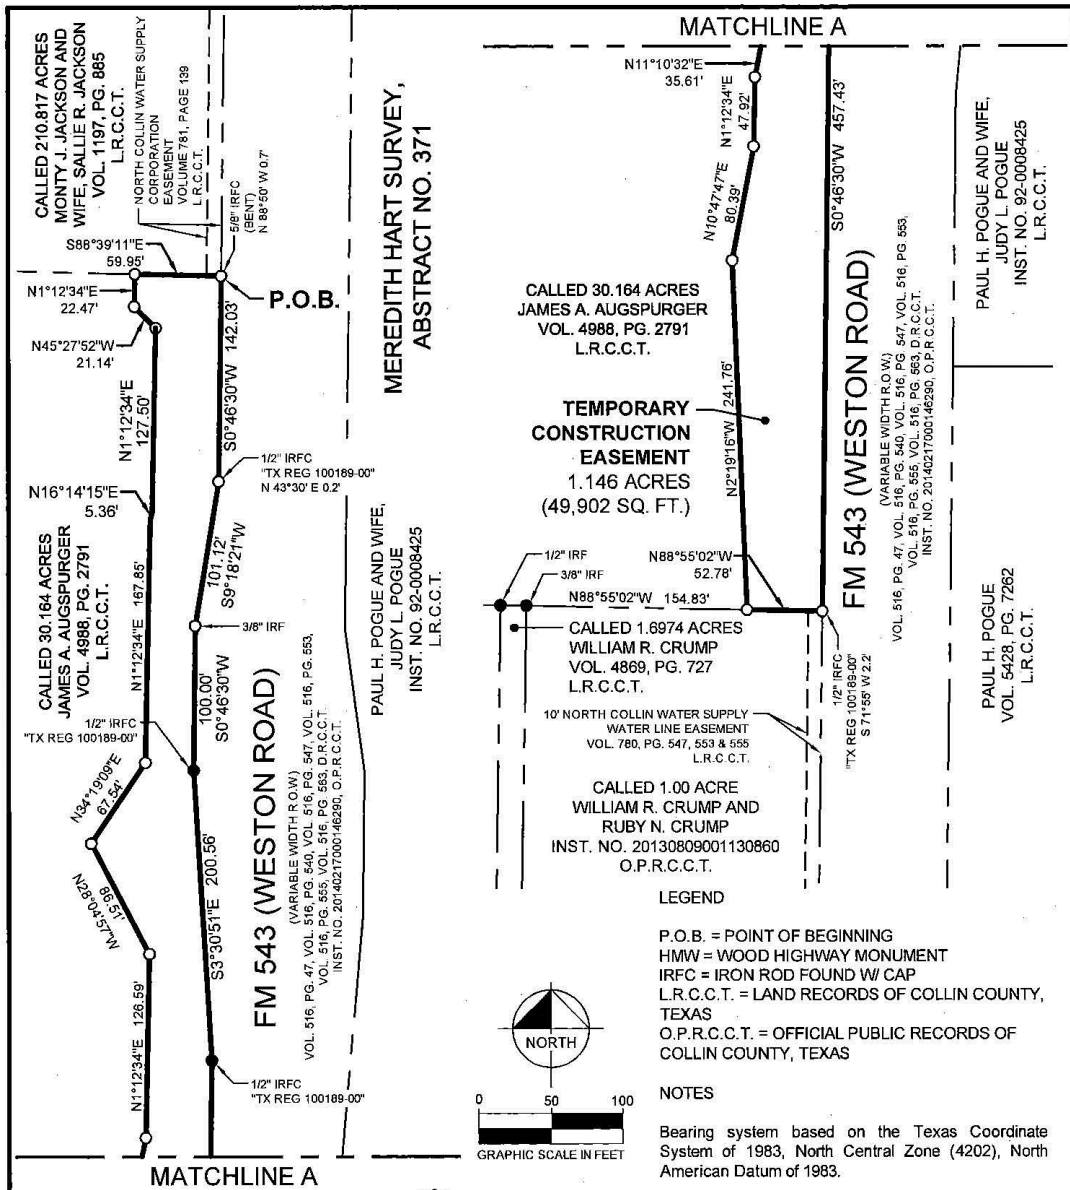 MATCHLINE A
CALLED 210.817 ACRES
MONTY J. JACKSON AND
WIFE, SALLIE R. JACKSON
VOL. 1197, PG. 885
L.R.C.C.T.
NORTH COLLIN WATER SUPPLY
CORPORATION
EASEMENT
VOLUME 781, PAGE 139
L.R.C.C.T.
5/8" IRFC
(BENT)
N 88°50' W 0.7'
MEREDITH HART SURVEY,
ABSTRACT NO. 371
S88°39'11"E
59.95'
N1°12'34"E
22.47'
P.O.B.
N45°27'52"W
21.14'
S0°46'30"W 142.03'
N1°12'34"E
127.50'
1/2" IRFC
"TX REG 100189-00"
N 43°30' E 0.2'
N16°14'15"E
5.36'
101.12'
S9°18'21"W
CALLED 30.164 ACRES
JAMES A. AUGSPURGER
VOL. 4988, PG. 2791
L.R.C.C.T.
N1°12'34"E 167.85'
3/8" IRF
PAUL H. POGUE AND WIFE,
JUDY L. POGUE
INST. NO. 92-0008425
L.R.C.C.T.
100.00'
S0°46'30"W
1/2" IRFC
"TX REG 100189-00"
N34°19'09"E
67.54'
FM 543 (WESTON ROAD)
(VARIABLE WIDTH R.O.W.)
VOL. 516, PG. 47, VOL. 516, PG. 540, VOL. 516, PG. 547, VOL. 516, PG. 553,
VOL. 516, PG. 555, VOL. 516, PG. 563, D.R.C.C.T.
INST. NO. 20140217000146290, O.P.R.C.C.T.
86.51'
N28°04'57"W
S3°30'51"E 200.56'
N1°12'34"E 126.59'
1/2" IRFC
"TX REG 100189-00"
MATCHLINE A
N11°10'32"E
35.61'
N1°12'34"E
47.92'
N10°47'47"E
80.39'
S0°46'30"W 457.43'
PAUL H. POGUE AND WIFE,
JUDY L. POGUE
INST. NO. 92-0008425
L.R.C.C.T.
CALLED 30.164 ACRES
JAMES A. AUGSPURGER
VOL. 4988, PG. 2791
L.R.C.C.T.
N2°19'16"W 241.76'
TEMPORARY
CONSTRUCTION
EASEMENT
1.146 ACRES
(49,902 SQ. FT.)
FM 543 (WESTON ROAD)
(VARIABLE WIDTH R.O.W.)
VOL. 516, PG. 47, VOL. 516, PG. 540, VOL. 516, PG. 547, VOL. 516, PG. 553,
VOL. 516, PG. 555, VOL. 516, PG. 563, D.R.C.C.T.
INST. NO. 20140217000146290, O.P.R.C.C.T.
N88°55'02"W
52.78'
1/2" IRF
3/8" IRF
N88°55'02"W 154.83'
CALLED 1.6974 ACRES
WILLIAM R. CRUMP
VOL. 4869, PG. 727
L.R.C.C.T.
1/2" IRFC
"TX REG 100189-00"
S 71°55' W 2.2'
PAUL H. POGUE
VOL. 5428, PG. 7262
L.R.C.C.T.
10' NORTH COLLIN WATER SUPPLY
WATER LINE EASEMENT
VOL. 780, PG. 547, 553 & 555
L.R.C.C.T.
CALLED 1.00 ACRE
WILLIAM R. CRUMP AND
RUBY N. CRUMP
INST. NO. 20130809001130860
O.P.R.C.C.T.
LEGEND
P.O.B. = POINT OF BEGINNING
HMW = WOOD HIGHWAY MONUMENT
IRFC = IRON ROD FOUND W/ CAP
L.R.C.C.T. = LAND RECORDS OF COLLIN COUNTY,
TEXAS
O.P.R.C.C.T. = OFFICIAL PUBLIC RECORDS OF
COLLIN COUNTY, TEXAS
NORTH
0 50 100
GRAPHIC SCALE IN FEET
NOTES
Bearing system based on the Texas Coordinate
System of 1983, North Central Zone (4202), North
American Datum of 1983.